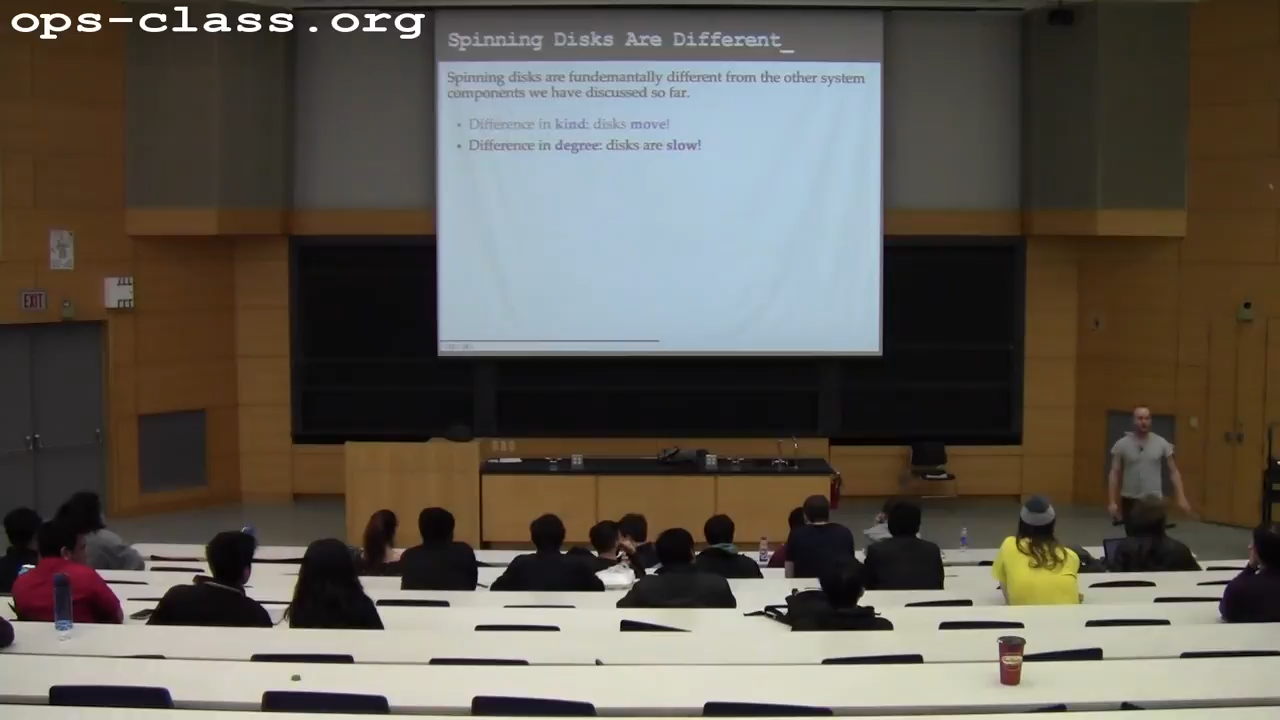 ops-class.org
Spinning Disks Are Different_
Spinning disks are fundemantally different from the other system
components we have discussed so far.
• Difference in kind: disks move!
• Difference in degree: disks are slow!
EXIT